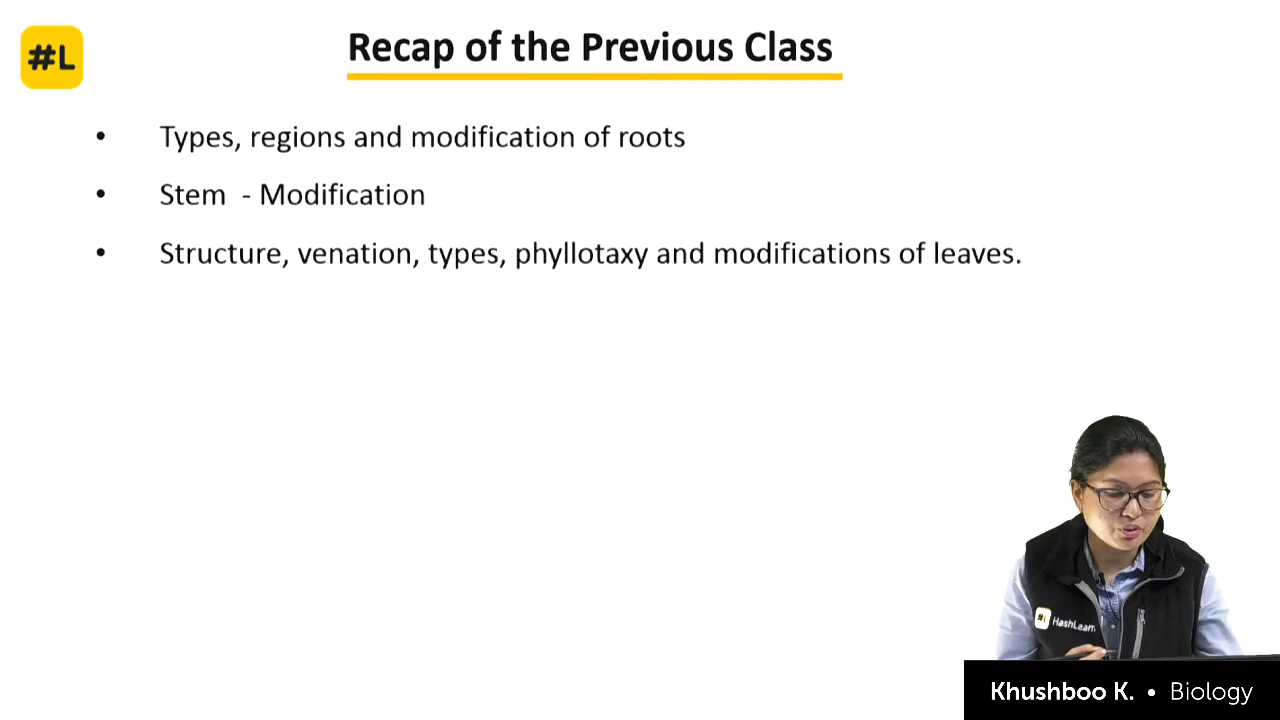 #L
Recap of the Previous Class
• Types, regions and modification of roots
• Stem - Modification
• Structure, venation, types, phyllotaxy and modifications of leaves.
#L HashLearn
Khushboo K. • Biology